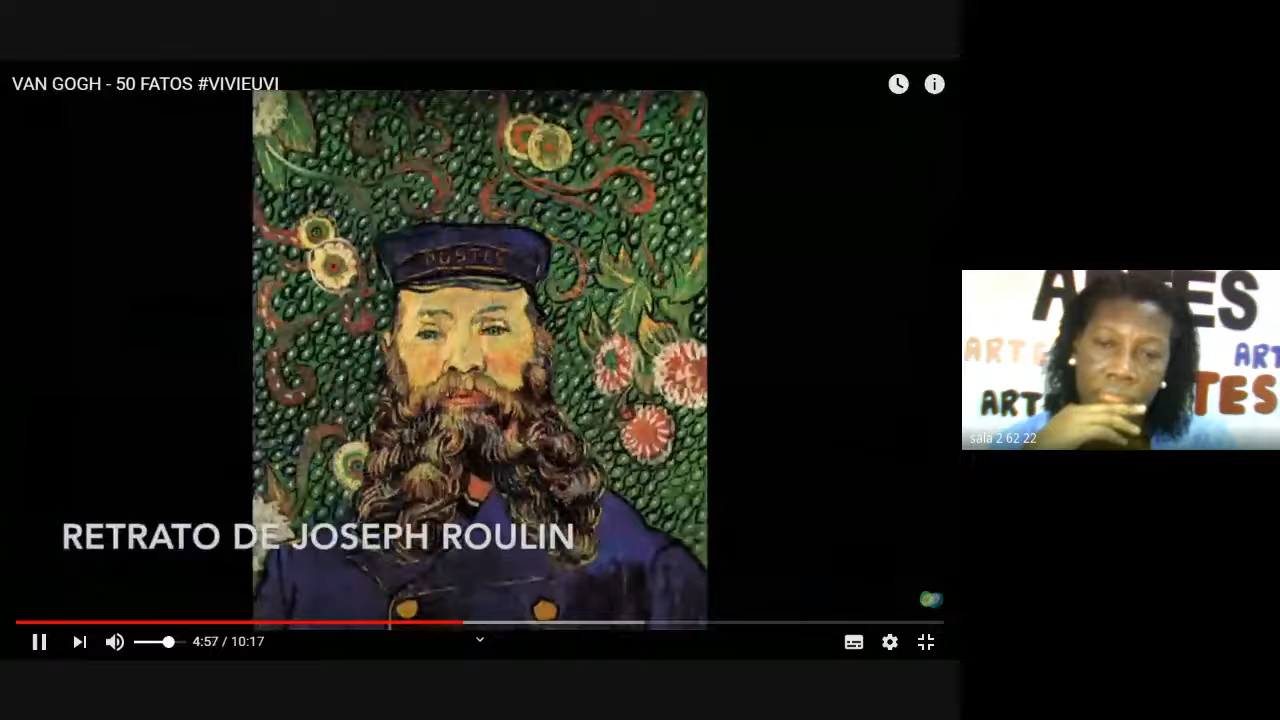 VAN GOGH - 50 FATOS #VIVIEUVI
POSTES
RETRATO DE JOSEPH ROULIN
4:57 / 10:17
ARTES
ARTE
ART
ART
TES
sala 2 62 22